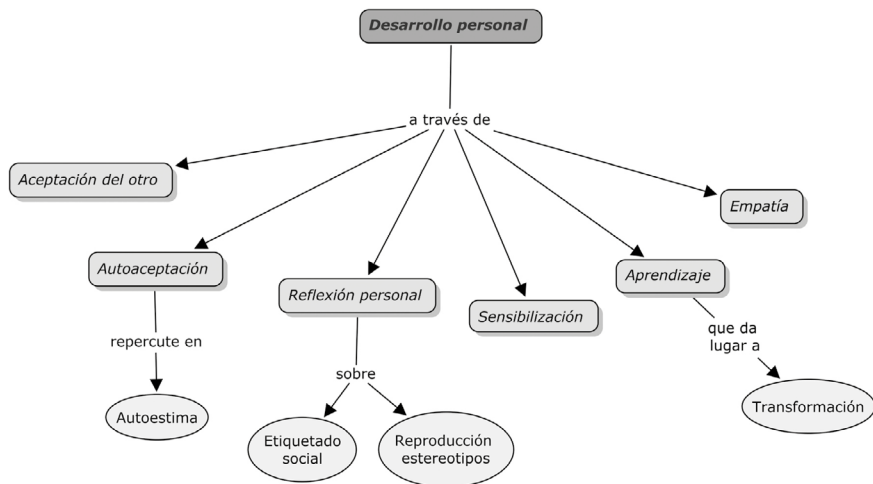 Desarrollo personal
a través de
Aceptación del otro
Empatía
Autoaceptación
Aprendizaje
Reflexión personal
Sensibilización
repercute en
que da
lugar a
sobre
Autoestima
Transformación
Etiquetado
social
Reproducción
estereotipos